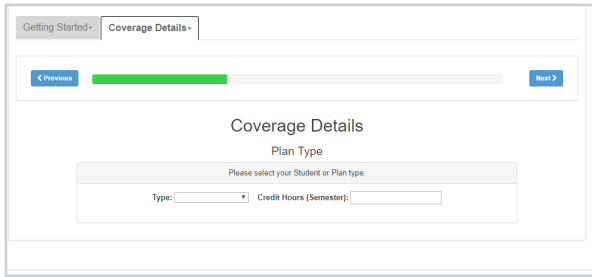 Getting Started- Coverage Details-
Previous Next
Coverage Details
Plan Type
Please select your Student or Plan type:
Type: Credit Hours (Semester):